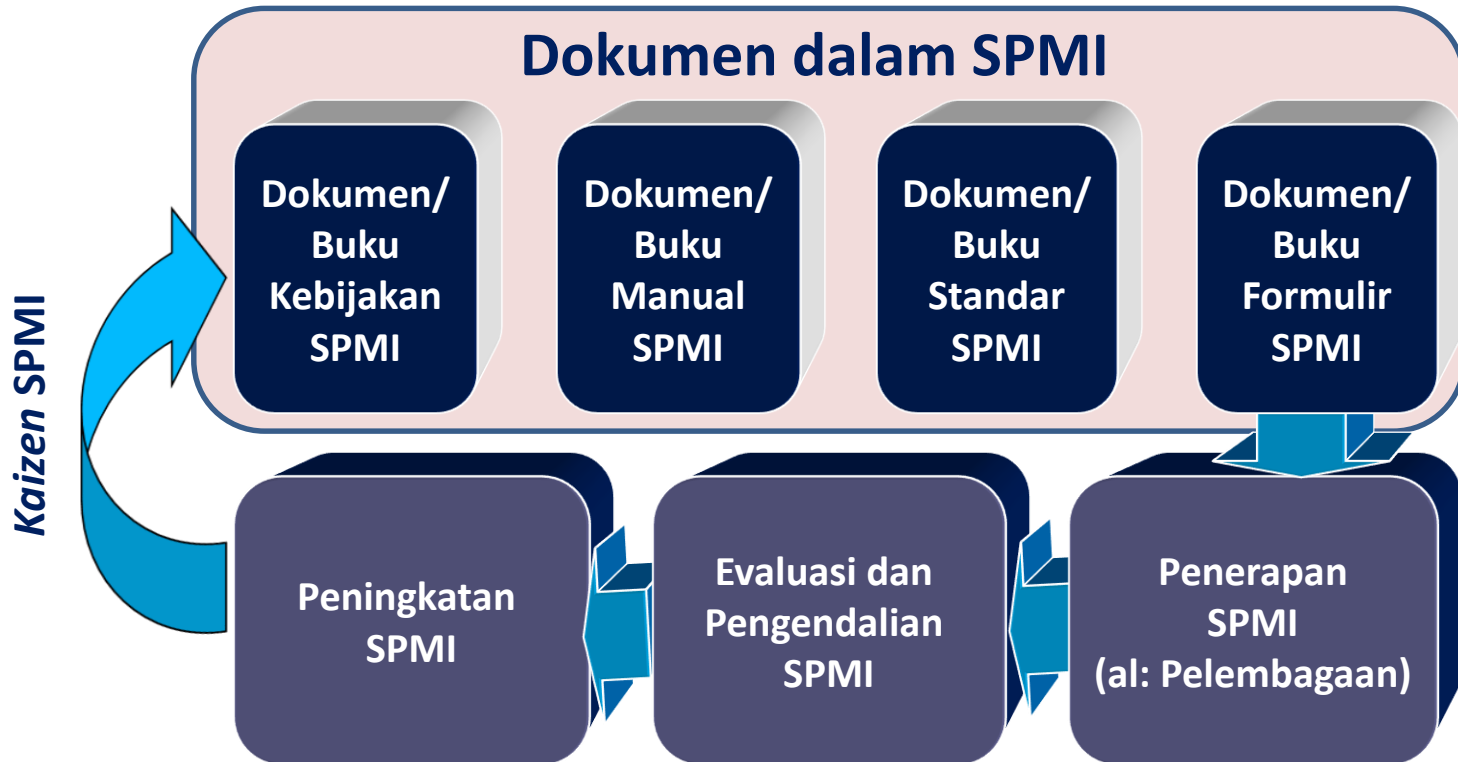 Dokumen dalam SPMI
Dokumen/
Buku
Kebijakan
SPMI
Dokumen/
Buku
Manual
SPMI
Dokumen/
Buku
Standar
SPMI
Dokumen/
Buku
Formulir
SPMI
Kaizen SPMI
Peningkatan
SPMI
Evaluasi dan
Pengendalian
SPMI
Penerapan
SPMI
(al: Pelembagaan)